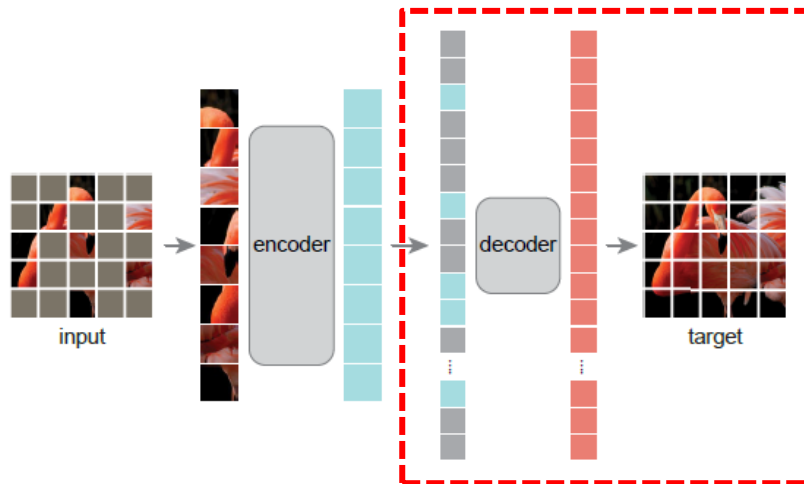 encoder
decoder
input
target